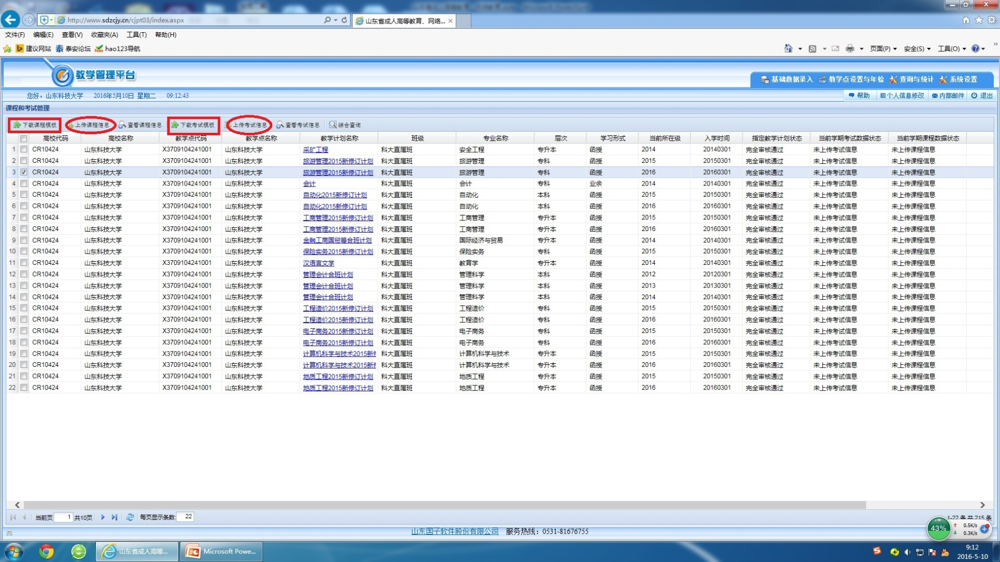 http://www.sdzcjy.cn/cjpt03/index.aspx 山东省成人高等教育、网络...
文件(F) 编辑(E) 查看(V) 收藏夹(A) 工具(T) 帮助(H)
建议网站 泰安论坛 hao123导航 页面(P) 安全(S) 工具(O)
教学管理平台
基础数据录入 教学点设置与年检 查询与统计 系统设置
您好，山东科技大学 2016年5月10日 星期二 09:12:43 帮助 个人信息修改 内部邮件 退出
课程和考试管理
下载课程模板 上传课程信息 查看课程信息 下载考试模板 上传考试信息 查看考试信息 综合查询
高校代码 高校名称 教学点代码 教学点名称 教学计划名称 班级 专业名称 层次 学习形式 当前所在级 入学时间 指定教学计划状态 当前学期考试数据状态 当前学期课程数据状态
1 CR10424 山东科技大学 X3709104241001 山东科技大学 采矿工程 科大直属班 安全工程 专升本 函授 2014 20140301 完全审核通过 未上传考试信息 未上传课程信息
2 CR10424 山东科技大学 X3709104241001 山东科技大学 旅游管理2015新修订计划 科大直属班 旅游管理 专科 函授 2015 20150301 完全审核通过 未上传考试信息 未上传课程信息
3 CR10424 山东科技大学 X3709104241001 山东科技大学 旅游管理2015新修订计划 科大直属班 旅游管理 专科 函授 2016 20160301 完全审核通过 未上传考试信息 未上传课程信息
4 CR10424 山东科技大学 X3709104241001 山东科技大学 会计 科大直属班 会计 专科 业余 2014 20140301 完全审核通过 未上传考试信息 未上传课程信息
5 CR10424 山东科技大学 X3709104241001 山东科技大学 自动化2015新修订计划 科大直属班 自动化 本科 函授 2015 20150301 完全审核通过 未上传考试信息 未上传课程信息
6 CR10424 山东科技大学 X3709104241001 山东科技大学 自动化2015新修订计划 科大直属班 自动化 本科 函授 2016 20160301 完全审核通过 未上传考试信息 未上传课程信息
7 CR10424 山东科技大学 X3709104241001 山东科技大学 工商管理2015新修订计划 科大直属班 工商管理 专升本 函授 2015 20150301 完全审核通过 未上传考试信息 未上传课程信息
8 CR10424 山东科技大学 X3709104241001 山东科技大学 工商管理2015新修订计划 科大直属班 工商管理 专升本 函授 2016 20160301 完全审核通过 未上传考试信息 未上传课程信息
9 CR10424 山东科技大学 X3709104241001 山东科技大学 金融工商国贸等合班计划 科大直属班 国际经济与贸易 专升本 函授 2014 20140301 完全审核通过 未上传考试信息 未上传课程信息
10 CR10424 山东科技大学 X3709104241001 山东科技大学 保险实务2015新修订计划 科大直属班 保险实务 专科 函授 2015 20150301 完全审核通过 未上传考试信息 未上传课程信息
11 CR10424 山东科技大学 X3709104241001 山东科技大学 汉语言文学 科大直属班 教育学 专升本 函授 2014 20140301 完全审核通过 未上传考试信息 未上传课程信息
12 CR10424 山东科技大学 X3709104241001 山东科技大学 管理会计合班计划 科大直属班 管理科学 本科 函授 2012 20120301 完全审核通过 未上传考试信息 未上传课程信息
13 CR10424 山东科技大学 X3709104241001 山东科技大学 管理会计合班计划 科大直属班 管理科学 本科 函授 2013 20130301 完全审核通过 未上传考试信息 未上传课程信息
14 CR10424 山东科技大学 X3709104241001 山东科技大学 管理会计合班计划 科大直属班 管理科学 本科 函授 2014 20140301 完全审核通过 未上传考试信息 未上传课程信息
15 CR10424 山东科技大学 X3709104241001 山东科技大学 工程造价2015新修订计划 科大直属班 工程造价 专科 函授 2015 20150301 完全审核通过 未上传考试信息 未上传课程信息
16 CR10424 山东科技大学 X3709104241001 山东科技大学 工程造价2015新修订计划 科大直属班 工程造价 专科 函授 2016 20160301 完全审核通过 未上传考试信息 未上传课程信息
17 CR10424 山东科技大学 X3709104241001 山东科技大学 电子商务2015新修订计划 科大直属班 电子商务 专科 函授 2015 20150301 完全审核通过 未上传考试信息 未上传课程信息
18 CR10424 山东科技大学 X3709104241001 山东科技大学 电子商务2015新修订计划 科大直属班 电子商务 专科 函授 2016 20160301 完全审核通过 未上传考试信息 未上传课程信息
19 CR10424 山东科技大学 X3709104241001 山东科技大学 计算机科学与技术2015新 科大直属班 计算机科学与技术 专升本 函授 2015 20150301 完全审核通过 未上传考试信息 未上传课程信息
20 CR10424 山东科技大学 X3709104241001 山东科技大学 计算机科学与技术2015新 科大直属班 计算机科学与技术 专升本 函授 2016 20160301 完全审核通过 未上传考试信息 未上传课程信息
21 CR10424 山东科技大学 X3709104241001 山东科技大学 地质工程2015新修订计划 科大直属班 地质工程 专升本 函授 2015 20150301 完全审核通过 未上传考试信息 未上传课程信息
22 CR10424 山东科技大学 X3709104241001 山东科技大学 地质工程2015新修订计划 科大直属班 地质工程 专升本 函授 2016 20160301 完全审核通过 未上传考试信息 未上传课程信息
当前页 1 共10页 每页显示条数: 22 1-22 条 共 215 条
43% 0.5K/s
0.3K/s
山东国子软件股份有限公司 服务热线：0531-81676755
山东省成人高等... Microsoft Powe... 9:12
2016-5-10